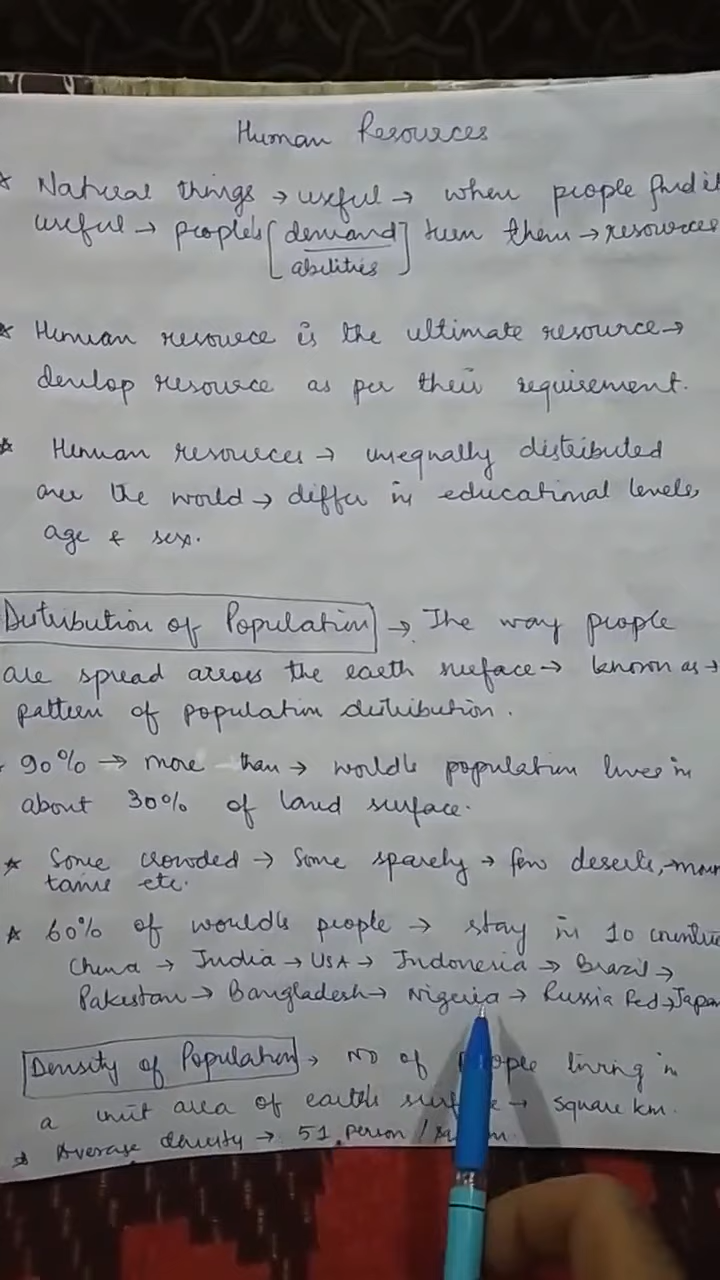 Human Resources
* Natural things → useful → when people find it
useful → people's [demand] turn them → resources
abilities
* Human resource is the ultimate resource →
develop resource as per their requirement.
* Human resources → unequally distributed
over the world → differ in educational levels,
age & sex.
Distribution of Population → The way people
are spread across the earth surface → known as →
pattern of population distribution.
90% → more than → world's population lives in
about 30% of land surface.
* Some crowded → Some sparely → few deserts, moun
tains etc.
* 60% of world's people → stay in 10 countrie
China → India → USA → Indonesia → Brazil →
Pakistan → Bangladesh → Nigeria → Russia Fed → Japan
Density of Population → No of people living in
a unit area of earth's → square km.
* Average density → 51 person /